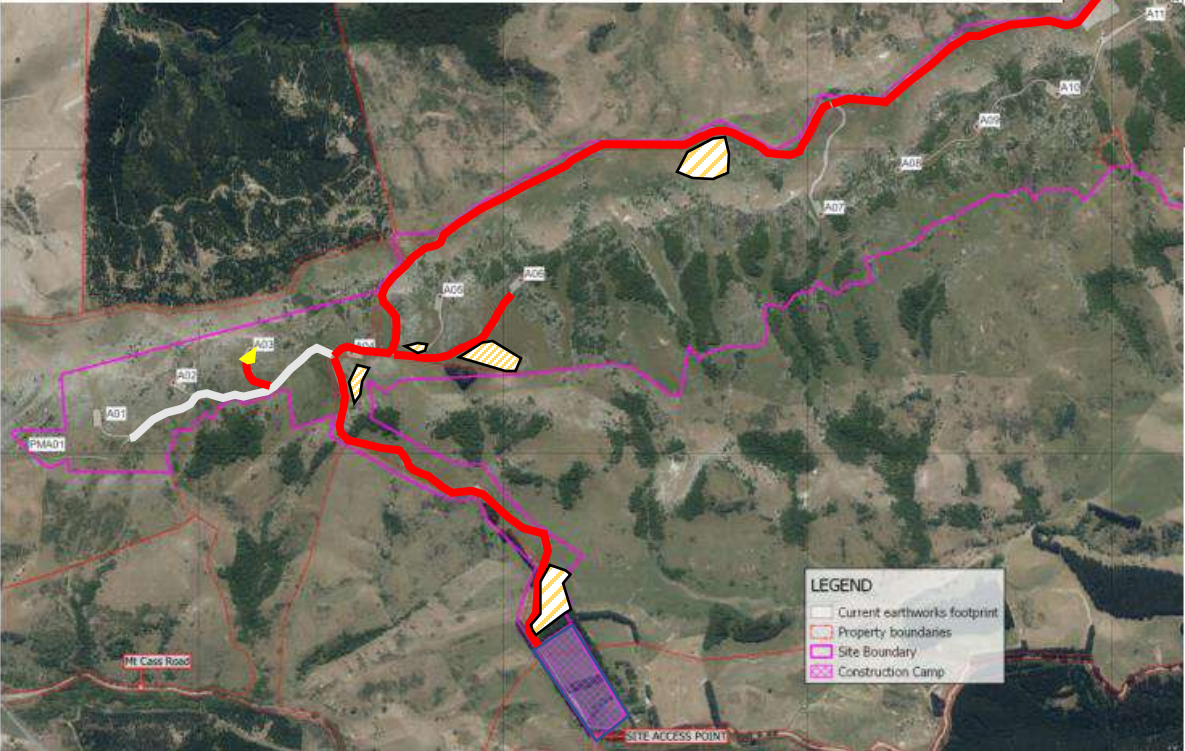 A11
A10
A09
A08
A07
A06
A05
A04
A03
A02
A01
PMA01
LEGEND
Current earthworks footprint
Property boundaries
Site Boundary
Construction Camp
Mt Cass Road
SITE ACCESS POINT